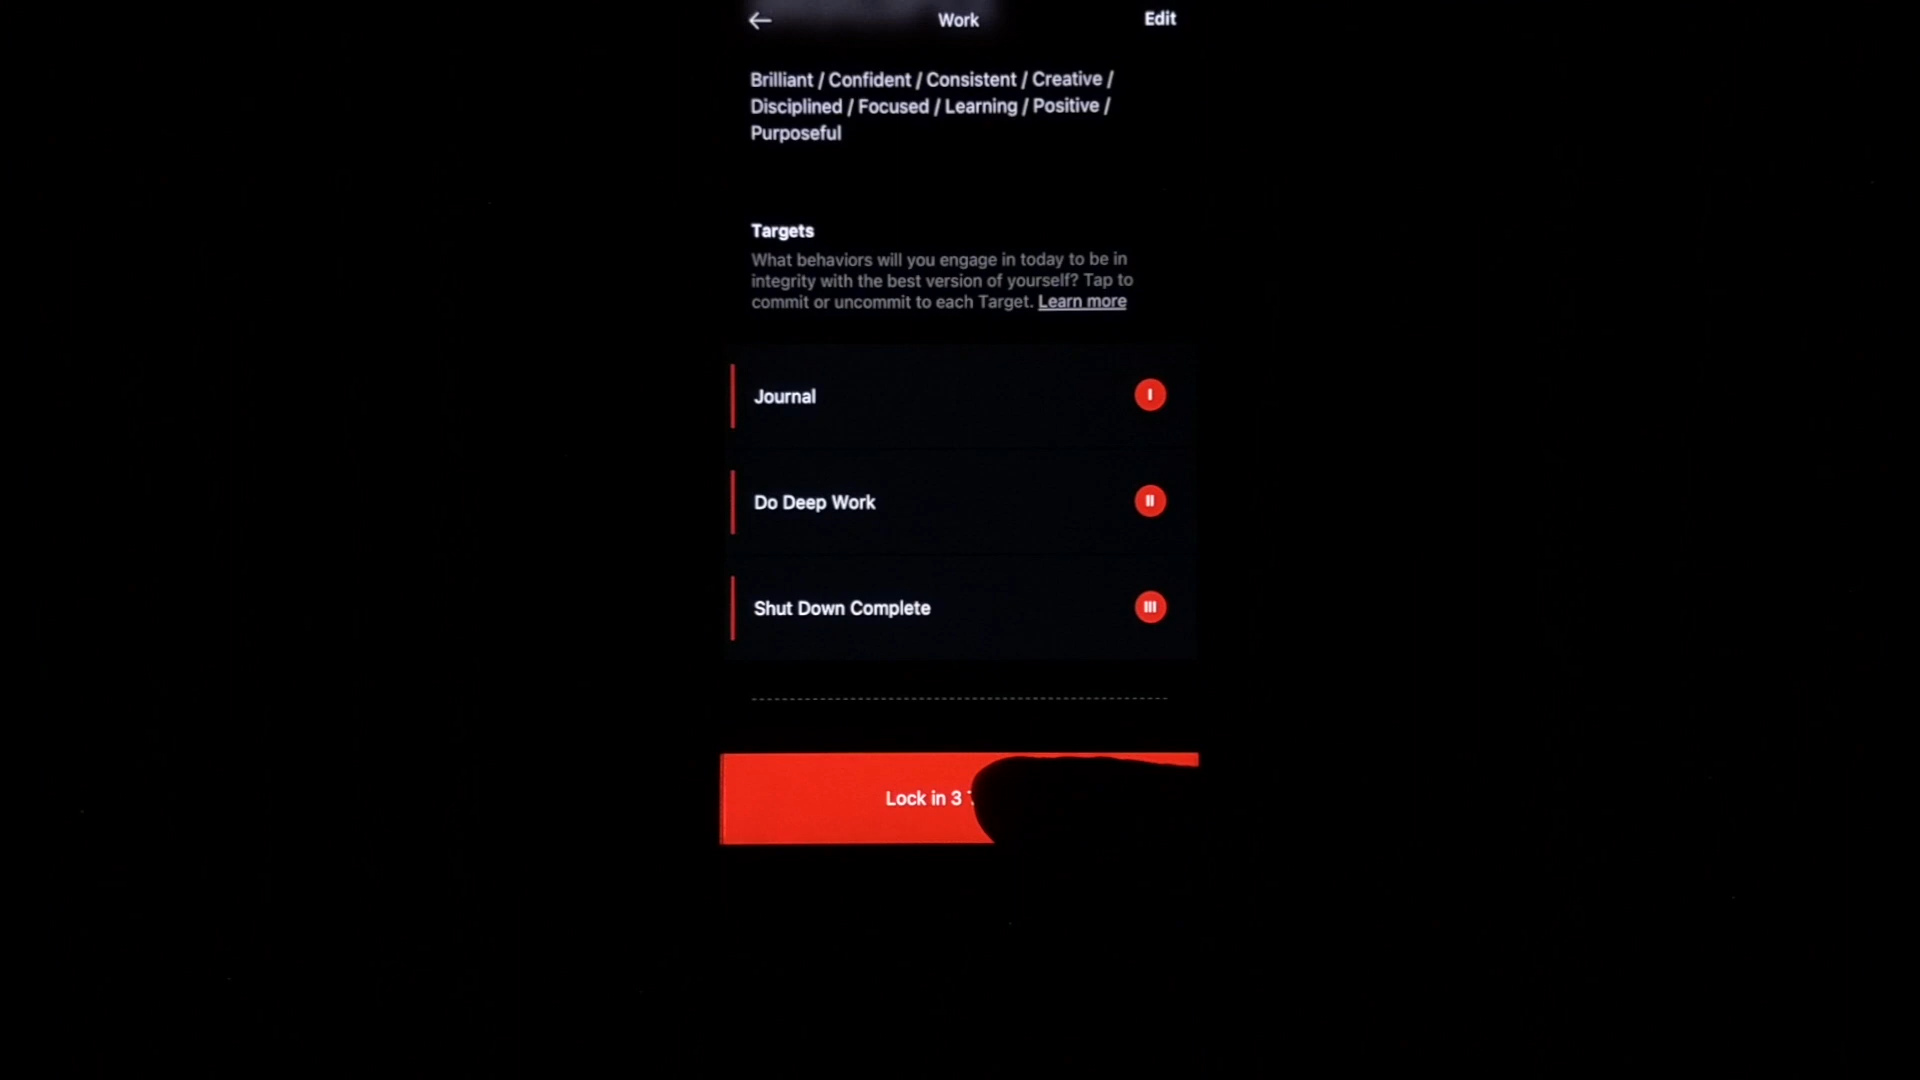 Work
Edit
Brilliant / Confident / Consistent / Creative /
Disciplined / Focused / Learning / Positive /
Purposeful
Targets
What behaviors will you engage in today to be in
integrity with the best version of yourself? Tap to
commit or uncommit to each Target. Learn more
Journal
I
Do Deep Work
II
Shut Down Complete
III
Lock in 3